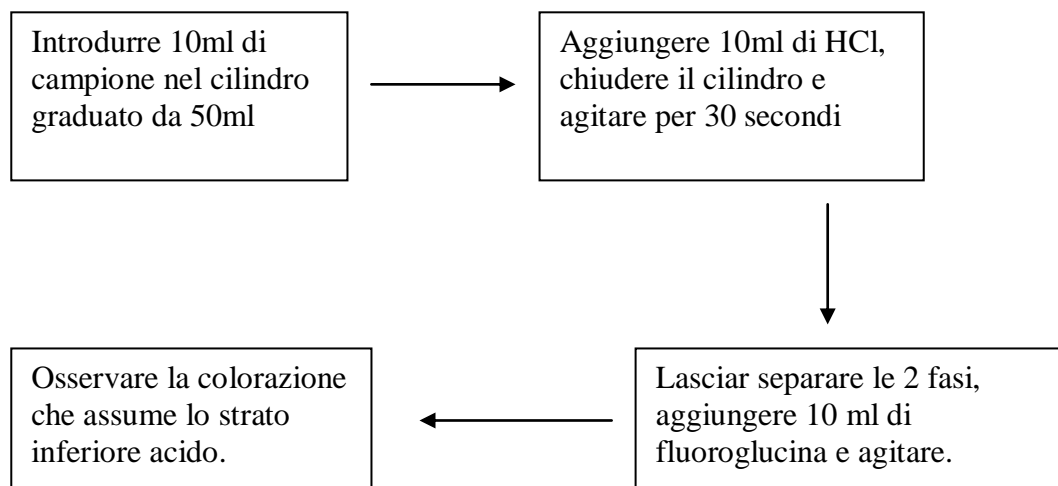 Introdurre 10ml di
campione nel cilindro
graduato da 50ml
Aggiungere 10ml di HCl,
chiudere il cilindro e
agitare per 30 secondi
Lasciar separare le 2 fasi,
aggiungere 10 ml di
fluoroglucina e agitare.
Osservare la colorazione
che assume lo strato
inferiore acido.